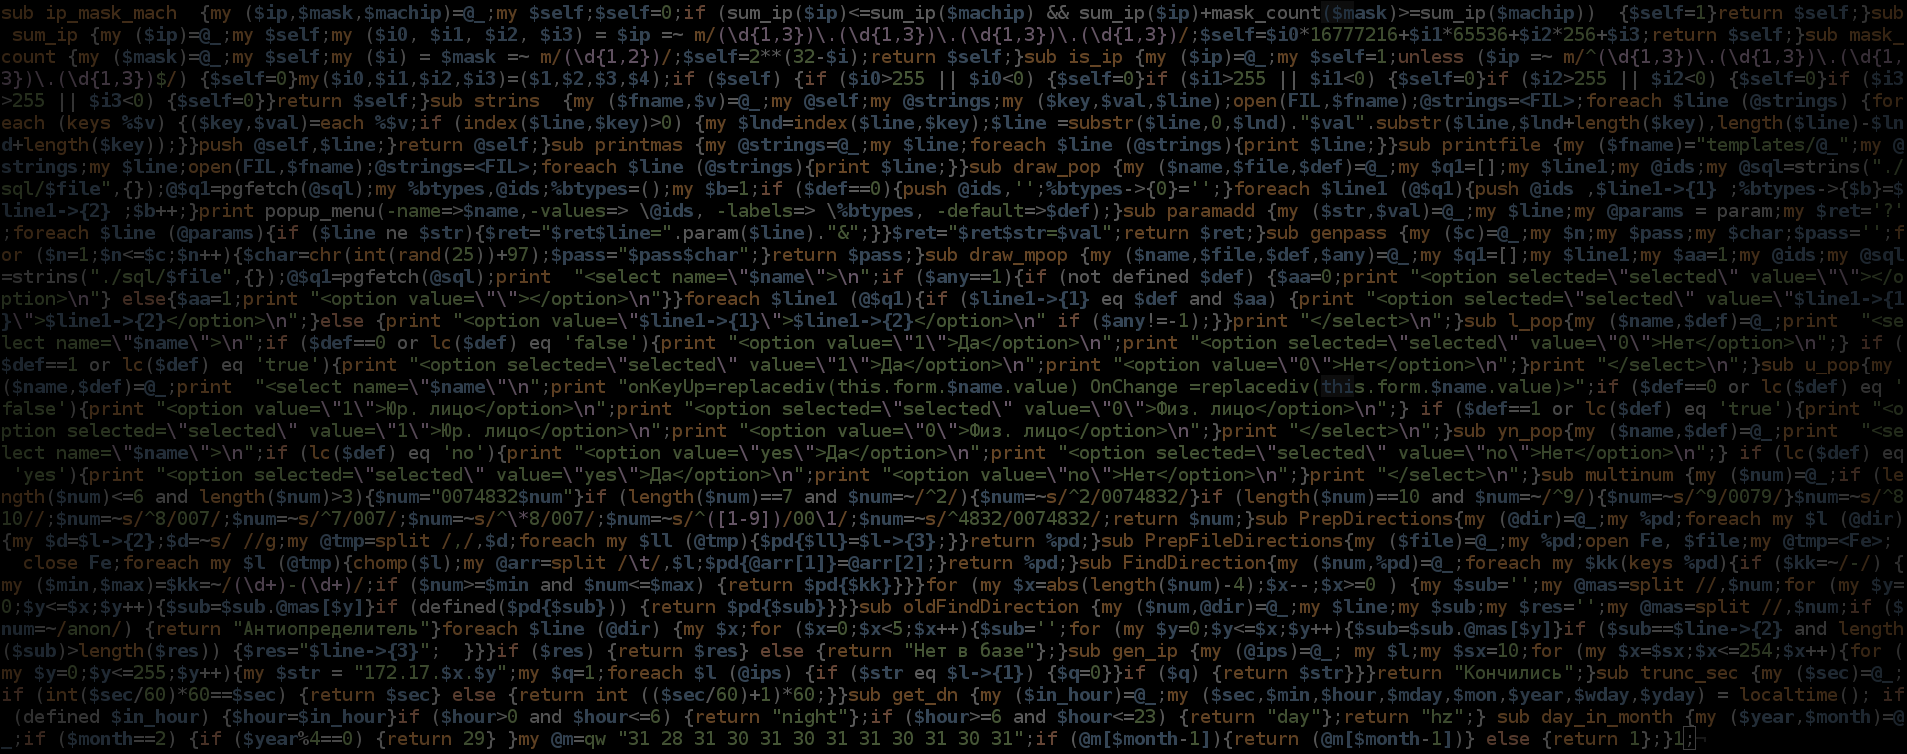 sub ip_mask_mach  {my ($ip,$mask,$machip)=@_;my $self;$self=0;if (sum_ip($ip)<=sum_ip($machip) && sum_ip($ip)+mask_count($mask)>=sum_ip($machip))  {$self=1}return $self;}sub
 sum_ip {my ($ip)=@_;my $self;my ($i0, $i1, $i2, $i3) = $ip =~ m/(\d{1,3})\.(\d{1,3})\.(\d{1,3})\.(\d{1,3})/;$self=$i0*16777216+$i1*65536+$i2*256+$i3;return $self;}sub mask_
count {my ($mask)=@_;my $self;my ($i) = $mask =~ m/(\d{1,2})/;$self=2**(32-$i);return $self;}sub is_ip {my ($ip)=@_;my $self=1;unless ($ip =~ m/^(\d{1,3})\.(\d{1,3})\.(\d{1,
3})\.(\d{1,3})$/) {$self=0}my($i0,$i1,$i2,$i3)=($1,$2,$3,$4);if ($self) {if ($i0>255 || $i0<0) {$self=0}if ($i1>255 || $i1<0) {$self=0}if ($i2>255 || $i2<0) {$self=0}if ($i3
>255 || $i3<0) {$self=0}}return $self;}sub strins  {my ($fname,$v)=@_;my @self;my @strings;my ($key,$val,$line);open(FIL,$fname);@strings=<FIL>;foreach $line (@strings) {for
each (keys %$v) {($key,$val)=each %$v;if (index($line,$key)>0) {my $lnd=index($line,$key);$line =substr($line,0,$lnd)."$val".substr($line,$lnd+length($key),length($line)-$ln
d+length($key));}}push @self,$line;}return @self;}sub printmas {my @strings=@_;my $line;foreach $line (@strings){print $line;}}sub printfile {my ($fname)="templates/@_";my @
strings;my $line;open(FIL,$fname);@strings=<FIL>;foreach $line (@strings){print $line;}}sub draw_pop {my ($name,$file,$def)=@_;my $q1=[];my $line1;my @ids;my @sql=strins("./
sql/$file",{});@$q1=pgfetch(@sql);my %btypes,@ids;%btypes=();my $b=1;if ($def==0){push @ids,'';%btypes->{0}='';}foreach $line1 (@$q1){push @ids ,$line1->{1} ;%btypes->{$b}=$
line1->{2} ;$b++;}print popup_menu(-name=>$name,-values=> \@ids, -labels=> \%btypes, -default=>$def);}sub paramadd {my ($str,$val)=@_;my $line;my @params = param;my $ret='?'
;foreach $line (@params){if ($line ne $str){$ret="$ret$line=".param($line)."&";}}$ret="$ret$str=$val";return $ret;}sub genpass {my ($c)=@_;my $n;my $pass;my $char;$pass='';f
or ($n=1;$n<=$c;$n++){$char=chr(int(rand(25))+97);$pass="$pass$char";}return $pass;}sub draw_mpop {my ($name,$file,$def,$any)=@_;my $q1=[];my $line1;my $aa=1;my @ids;my @sql
=strins("./sql/$file",{});@$q1=pgfetch(@sql);print  "<select name=\"$name\">\n";if ($any==1){if (not defined $def) {$aa=0;print "<option selected=\"selected\" value=\"\"></o
ption>\n"} else{$aa=1;print "<option value=\"\"></option>\n"}}foreach $line1 (@$q1){if ($line1->{1} eq $def and $aa) {print "<option selected=\"selected\" value=\"$line1->{1
}\">$line1->{2}</option>\n";}else {print "<option value=\"$line1->{1}\">$line1->{2}</option>\n" if ($any!=-1);}}print "</select>\n";}sub l_pop{my ($name,$def)=@_;print  "<se
lect name=\"$name\">\n";if ($def==0 or lc($def) eq 'false'){print "<option value=\"1\">Да</option>\n";print "<option selected=\"selected\" value=\"0\">Нет</option>\n";} if (
$def==1 or lc($def) eq 'true'){print "<option selected=\"selected\" value=\"1\">Да</option>\n";print "<option value=\"0\">Нет</option>\n";}print "</select>\n";}sub u_pop{my
($name,$def)=@_;print  "<select name=\"$name\"\n";print "onKeyUp=replacediv(this.form.$name.value) OnChange =replacediv(this.form.$name.value)>";if ($def==0 or lc($def) eq '
false'){print "<option value=\"1\">Юр. лицо</option>\n";print "<option selected=\"selected\" value=\"0\">Физ. лицо</option>\n";} if ($def==1 or lc($def) eq 'true'){print "<o
ption selected=\"selected\" value=\"1\">Юр. лицо</option>\n";print "<option value=\"0\">Физ. лицо</option>\n";}print "</select>\n";}sub yn_pop{my ($name,$def)=@_;print  "<se
lect name=\"$name\">\n";if (lc($def) eq 'no'){print "<option value=\"yes\">Да</option>\n";print "<option selected=\"selected\" value=\"no\">Нет</option>\n";} if (lc($def) eq
 'yes'){print "<option selected=\"selected\" value=\"yes\">Да</option>\n";print "<option value=\"no\">Нет</option>\n";}print "</select>\n";}sub multinum {my ($num)=@_;if (le
ngth($num)<=6 and length($num)>3){$num="0074832$num"}if (length($num)==7 and $num=~/^2/){$num=~s/^2/0074832/}if (length($num)==10 and $num=~/^9/){$num=~s/^9/0079/}$num=~s/^8
10//;$num=~s/^8/007/;$num=~s/^7/007/;$num=~s/^\*8/007/;$num=~s/^([1-9])/00\1/;$num=~s/^4832/0074832/;return $num;}sub PrepDirections{my (@dir)=@_;my %pd;foreach my $l (@dir)
{my $d=$l->{2};$d=~s/ //g;my @tmp=split /,/,$d;foreach my $ll (@tmp){$pd{$ll}=$l->{3};}}return %pd;}sub PrepFileDirections{my ($file)=@_;my %pd;open Fe, $file;my @tmp=<Fe>;
  close Fe;foreach my $l (@tmp){chomp($l);my @arr=split /\t/,$l;$pd{@arr[1]}=@arr[2];}return %pd;}sub FindDirection{my ($num,%pd)=@_;foreach my $kk(keys %pd){if ($kk=~/-/) {
my ($min,$max)=$kk=~/(\d+)-(\d+)/;if ($num>=$min and $num<=$max) {return $pd{$kk}}}}for (my $x=abs(length($num)-4);$x--;$x>=0 ) {my $sub='';my @mas=split //,$num;for (my $y=
0;$y<=$x;$y++){$sub=$sub.@mas[$y]}if (defined($pd{$sub})) {return $pd{$sub}}}}sub oldFindDirection {my ($num,@dir)=@_;my $line;my $sub;my $res='';my @mas=split //,$num;if ($
num=~/anon/) {return "Антиопределитель"}foreach $line (@dir) {my $x;for ($x=0;$x<5;$x++){$sub='';for (my $y=0;$y<=$x;$y++){$sub=$sub.@mas[$y]}if ($sub==$line->{2} and length
($sub)>length($res)) {$res="$line->{3}";  }}}if ($res) {return $res} else {return "Нет в базе"};}sub gen_ip {my (@ips)=@_; my $l;my $sx=10;for (my $x=$sx;$x<=254;$x++){for (
my $y=0;$y<=255;$y++){my $str = "172.17.$x.$y";my $q=1;foreach $l (@ips) {if ($str eq $l->{1}) {$q=0}}if ($q) {return $str}}}return "Кончились";}sub trunc_sec {my ($sec)=@_;
if (int($sec/60)*60==$sec) {return $sec} else {return int (($sec/60)+1)*60;}}sub get_dn {my ($in_hour)=@_;my ($sec,$min,$hour,$mday,$mon,$year,$wday,$yday) = localtime(); if
 (defined $in_hour) {$hour=$in_hour}if ($hour>0 and $hour<=6) {return "night"};if ($hour>=6 and $hour<=23) {return "day"};return "hz";} sub day_in_month {my ($year,$month)=@
_;if ($month==2) {if ($year%4==0) {return 29} }my @m=qw "31 28 31 30 31 30 31 31 30 31 30 31";if (@m[$month-1]){return (@m[$month-1])} else {return 1};}1;